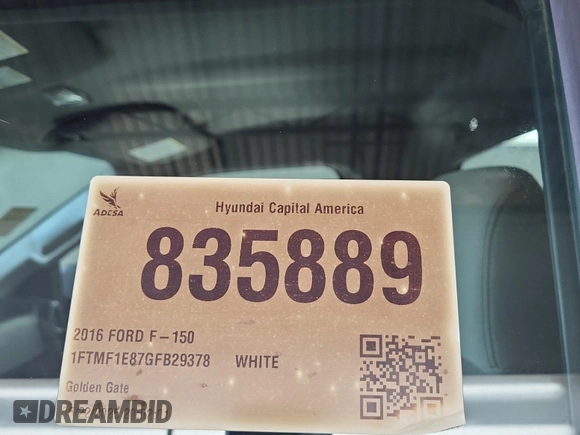 ADESA
Hyundai Capital America
835889
2016 FORD F-150
1FTMF1E87GFB29378 WHITE
Golden Gate
DREAMBID